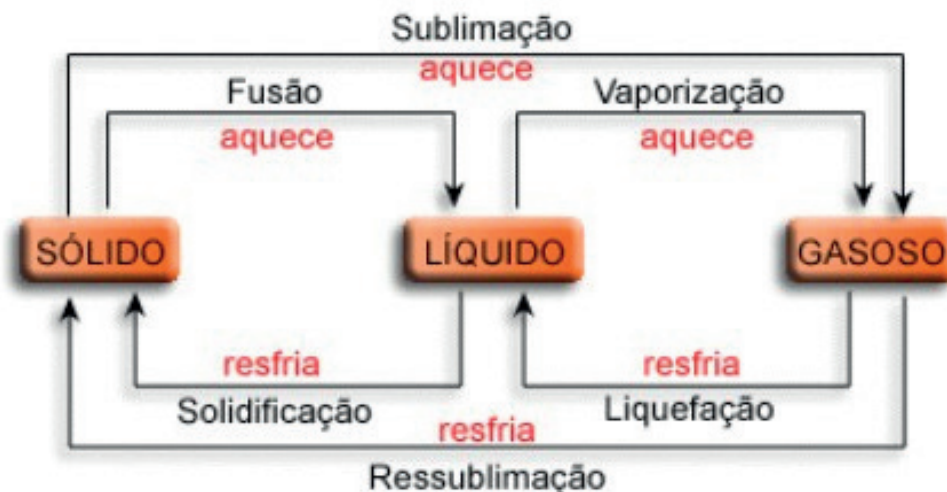 Sublimação
aquece
Fusão
Vaporização
aquece
aquece
SÓLIDO
LÍQUIDO
GASOSO
resfria
resfria
Solidificação
Liquefação
resfria
Ressublimação